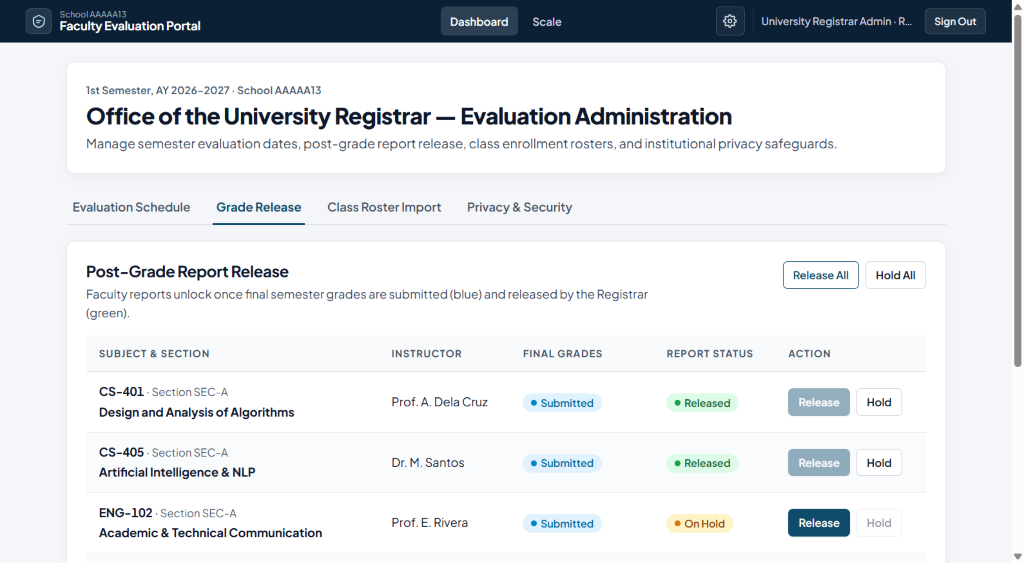 School AAAAA13
Faculty Evaluation Portal
Dashboard
Scale
University Registrar Admin · R...
Sign Out
1st Semester, AY 2026–2027 · School AAAAA13
Office of the University Registrar — Evaluation Administration
Manage semester evaluation dates, post-grade report release, class enrollment rosters, and institutional privacy safeguards.
Evaluation Schedule
Grade Release
Class Roster Import
Privacy & Security
Post-Grade Report Release
Release All
Hold All
Faculty reports unlock once final semester grades are submitted (blue) and released by the Registrar
(green).
SUBJECT & SECTION
INSTRUCTOR
FINAL GRADES
REPORT STATUS
ACTION
CS-401 · Section SEC-A
Design and Analysis of Algorithms
Prof. A. Dela Cruz
Submitted
Released
Release
Hold
CS-405 · Section SEC-A
Artificial Intelligence & NLP
Dr. M. Santos
Submitted
Released
Release
Hold
ENG-102 · Section SEC-A
Academic & Technical Communication
Prof. E. Rivera
Submitted
On Hold
Release
Hold